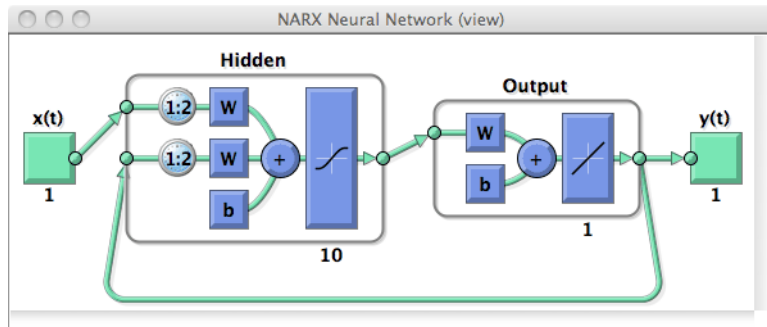 NARX Neural Network (view)
Hidden
Output
x(t)
1:2
W
1:2
W
+
b
10
1
W
+
b
1
y(t)
1